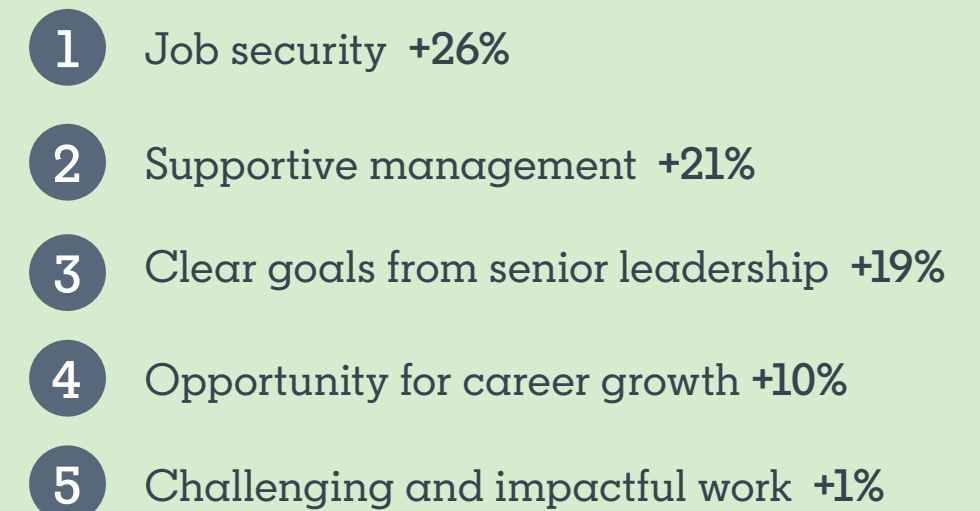 1 Job security +26%
2 Supportive management +21%
3 Clear goals from senior leadership +19%
4 Opportunity for career growth +10%
5 Challenging and impactful work +1%